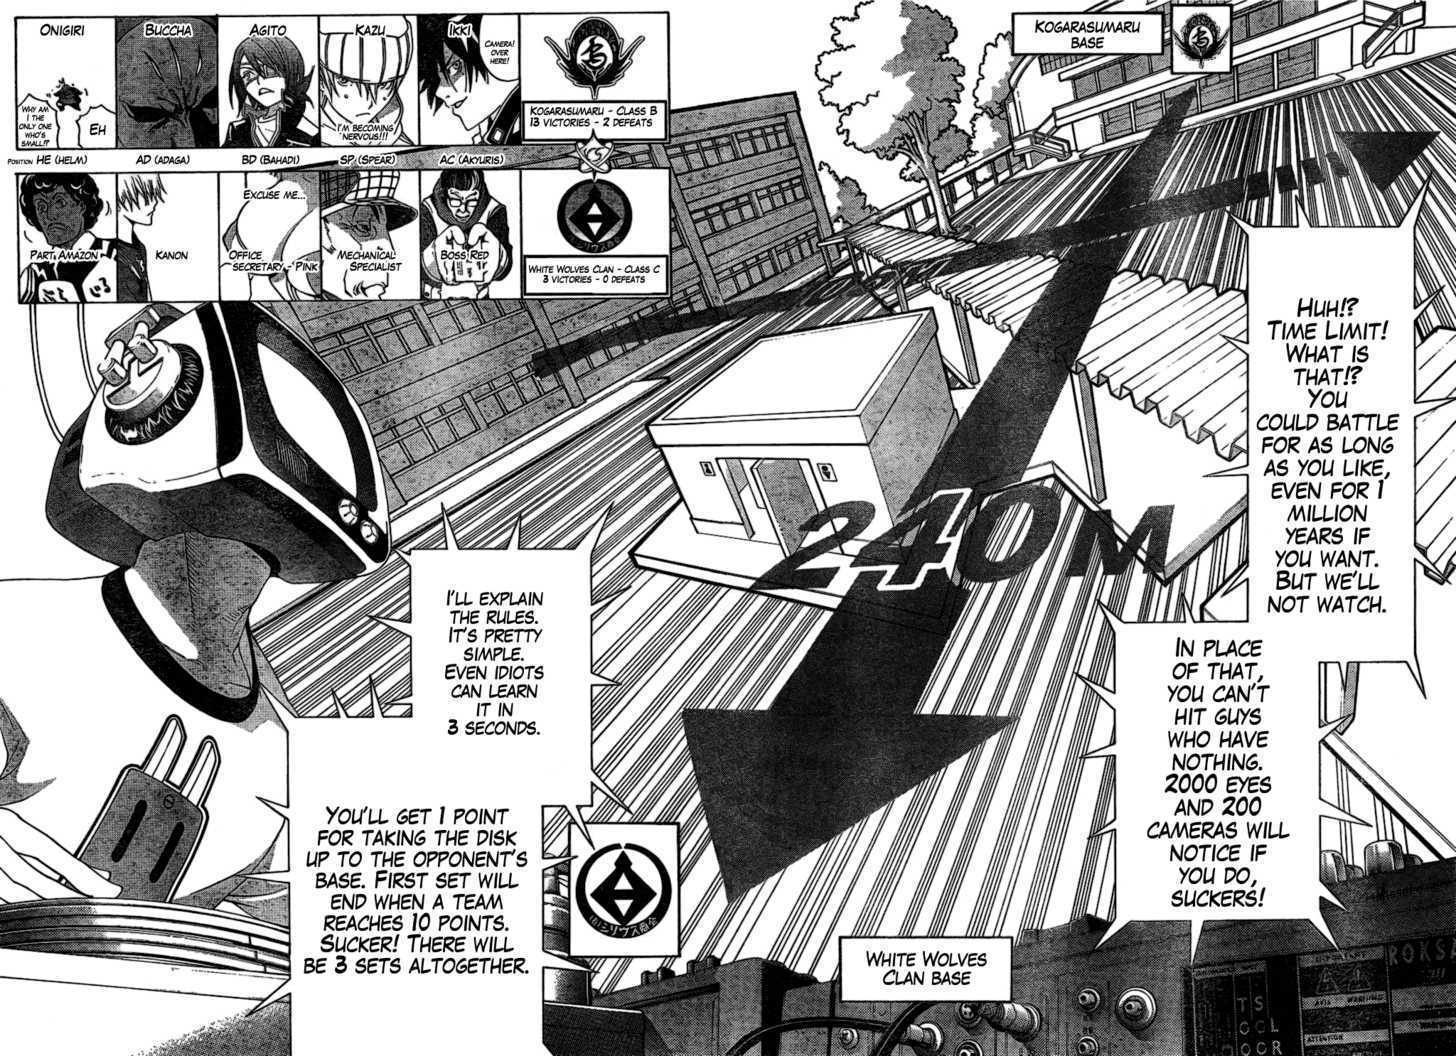 Onigiri
Why am
I the
only one
who's
small!?
Eh
Buccha
Agito
Kazu
I'm becoming
nervous!!!
Ikki
Camera!
over
here!
Kogarasumaru - Class B
13 victories - 2 defeats
Position
HE (helm)
AD (adaga)
BD (Bahadi)
SP (Spear)
AC (Akyuris)
VS
Part Amazon
Kanon
Excuse me...
Office
secretary - Pink
Mechanical
Specialist
Boss Red
White Wolves Clan - Class C
3 victories - 0 defeats
Kogarasumaru
base
Huh!?
Time Limit!
What is
that!?
You
could battle
for as long
as you like,
even for 1
million
years if
you want.
But we'll
not watch.
In place
of that,
you can't
hit guys
who have
nothing.
2000 eyes
and 200
cameras will
notice if
you do,
suckers!
240M
I'll explain
the rules.
It's pretty
simple.
Even idiots
can learn
it in
3 seconds.
You'll get 1 point
for taking the disk
up to the opponent's
base. First set will
end when a team
reaches 10 points.
Sucker! There will
be 3 sets altogether.
White Wolves
Clan base